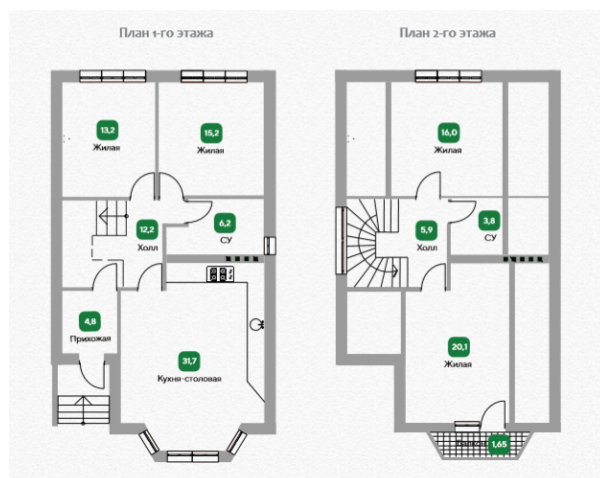 План 1-го этажа
План 2-го этажа
13,2
Жилая
15,2
Жилая
12,2
Холл
6,2
СУ
4,8
Прихожая
31,7
Кухня-столовая
16,0
Жилая
5,9
Холл
3,8
СУ
20,1
Жилая
1,65